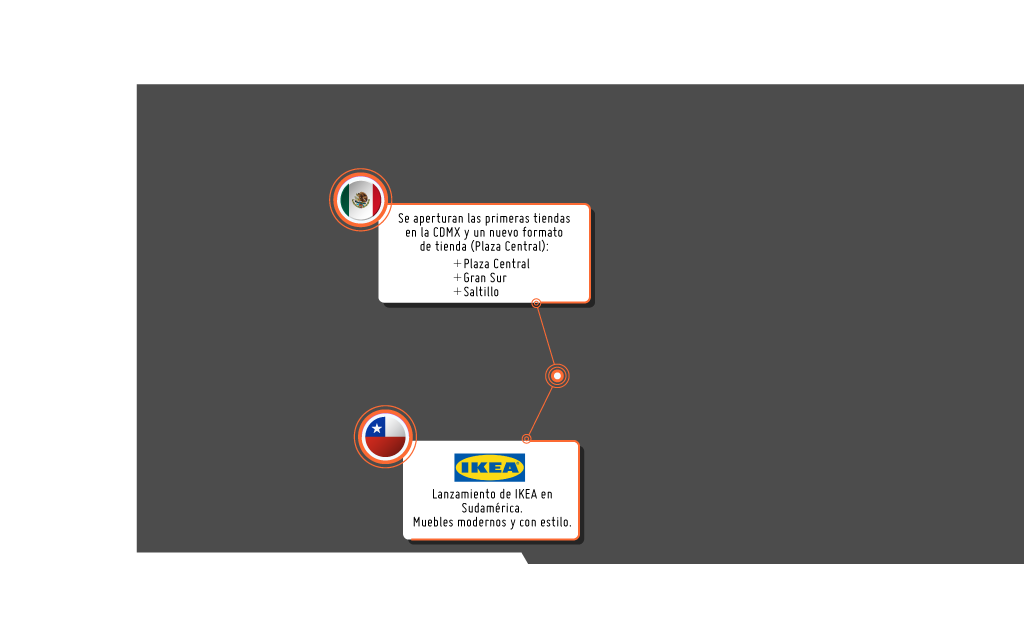 Se aperturan las primeras tiendas
en la CDMX y un nuevo formato
de tienda (Plaza Central):
+Plaza Central
+Gran Sur
+Saltillo
IKEA
Lanzamiento de IKEA en
Sudamérica.
Muebles modernos y con estilo.